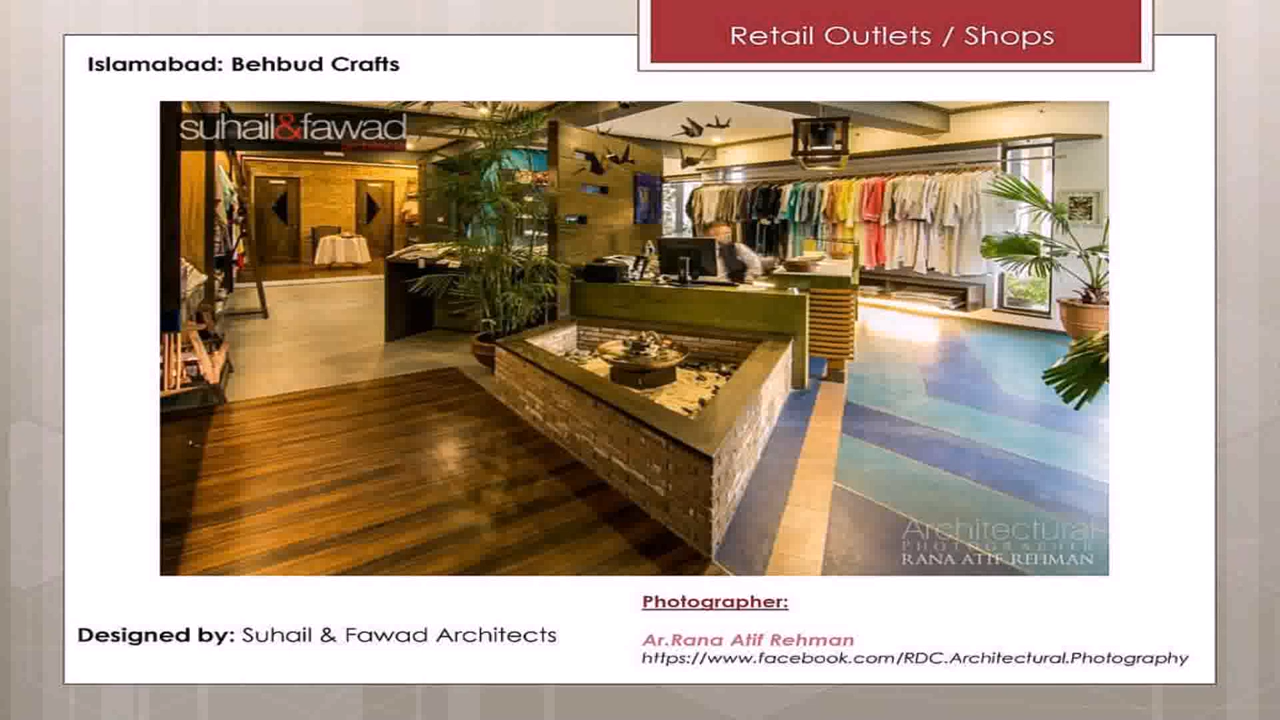 Retail Outlets / Shops
Islamabad: Behbud Crafts
suhail&fawad
Architectural
PHOTOGRAPHER
RANA ATIF REHMAN
Photographer:
Designed by: Suhail & Fawad Architects
Ar.Rana Atif Rehman
https://www.facebook.com/RDC.Architectural.Photography